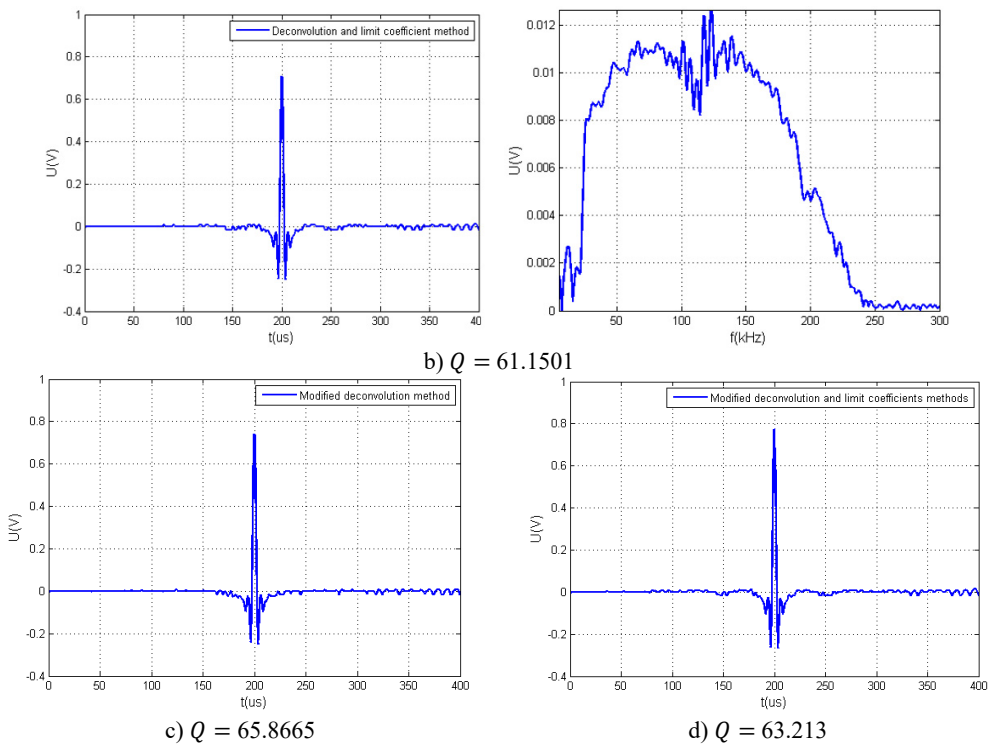 Deconvolution and limit coefficient method
U(V)
1
0.8
0.6
0.4
0.2
0
-0.2
-0.4
0 50 100 150 200 250 300 350 400
t(us)
U(V)
0.012
0.01
0.008
0.006
0.004
0.002
0
50 100 150 200 250 300
f(kHz)
b) Q = 61.1501
Modified deconvolution method
U(V)
1
0.8
0.6
0.4
0.2
0
-0.2
-0.4
0 50 100 150 200 250 300 350 400
t(us)
c) Q = 65.8665
Modified deconvolution and limit coefficients methods
U(V)
1
0.8
0.6
0.4
0.2
0
-0.2
-0.4
0 50 100 150 200 250 300 350 400
t(us)
d) Q = 63.213